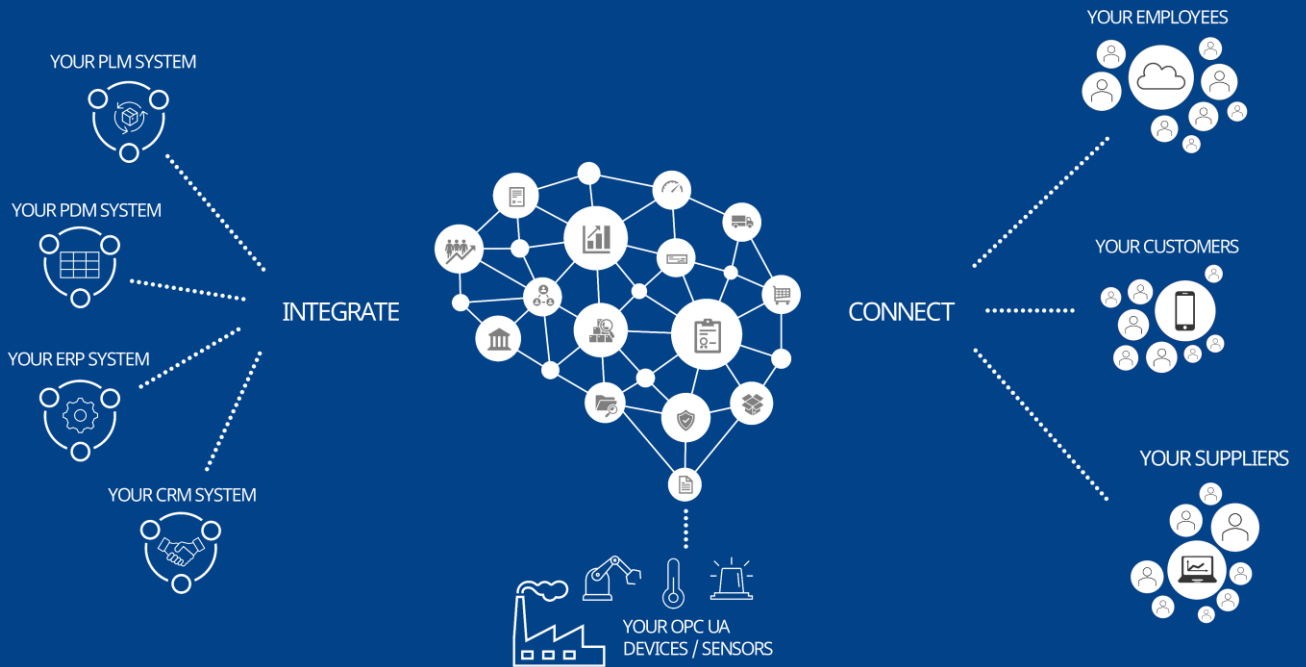 YOUR EMPLOYEES
YOUR PLM SYSTEM
YOUR PDM SYSTEM
YOUR CUSTOMERS
INTEGRATE
CONNECT
YOUR ERP SYSTEM
YOUR SUPPLIERS
YOUR CRM SYSTEM
YOUR OPC UA
DEVICES / SENSORS